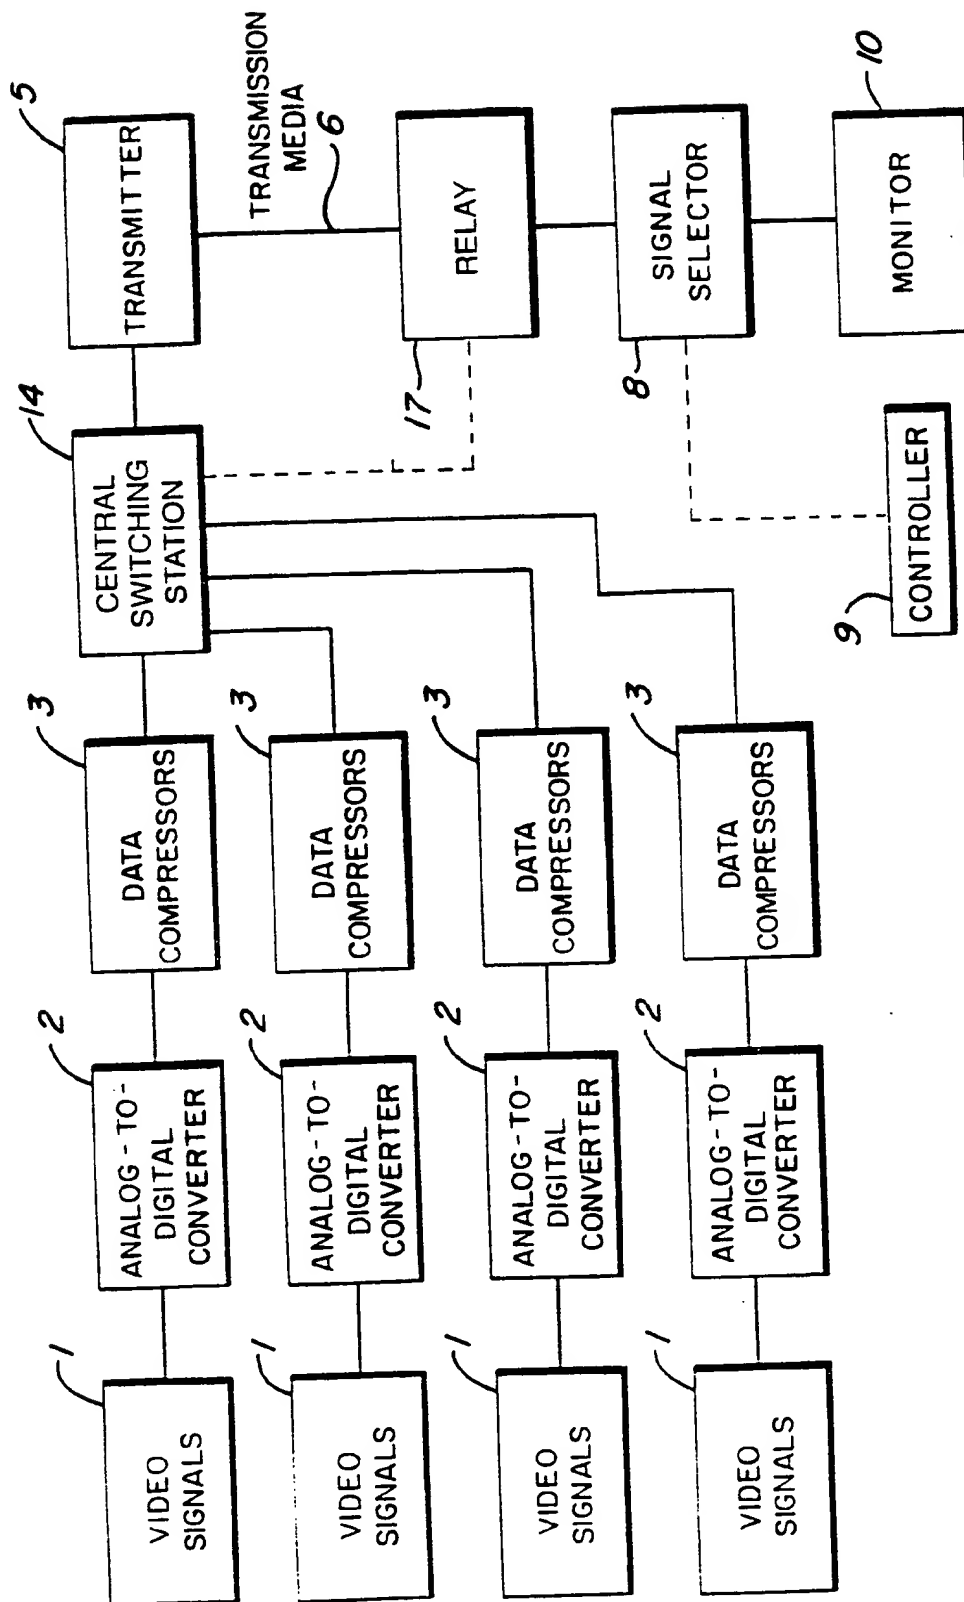 1
VIDEO
SIGNALS
2
ANALOG-TO-
DIGITAL
CONVERTER
3
DATA
COMPRESSORS
14
CENTRAL
SWITCHING
STATION
5
TRANSMITTER
1
VIDEO
SIGNALS
2
ANALOG-TO-
DIGITAL
CONVERTER
3
DATA
COMPRESSORS
TRANSMISSION
MEDIA
6
1
VIDEO
SIGNALS
2
ANALOG-TO-
DIGITAL
CONVERTER
3
DATA
COMPRESSORS
17
RELAY
1
VIDEO
SIGNALS
2
ANALOG-TO-
DIGITAL
CONVERTER
3
DATA
COMPRESSORS
8
SIGNAL
SELECTOR
9
CONTROLLER
10
MONITOR